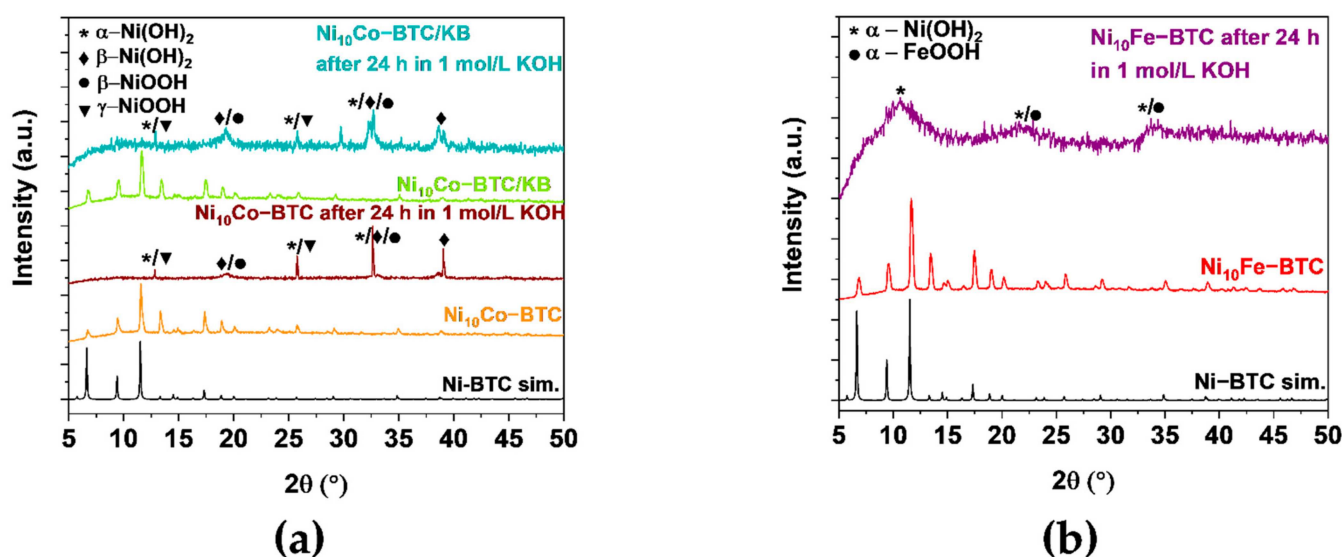 * α−Ni(OH)₂
♦ β−Ni(OH)₂
● β−NiOOH
▼ γ−NiOOH
Ni₁₀Co−BTC/KB
after 24 h in 1 mol/L KOH
*/▼
♦/●
*/▼
*/♦/●
♦
Ni₁₀Co−BTC/KB
Ni₁₀Co−BTC after 24 h in 1 mol/L KOH
*/▼
♦/●
*/▼
*/♦/●
♦
Ni₁₀Co−BTC
Ni-BTC sim.
Intensity (a.u.)
5 10 15 20 25 30 35 40 45 50
2θ (°)
(a)
* α − Ni(OH)₂
● α − FeOOH
Ni₁₀Fe−BTC after 24 h
in 1 mol/L KOH
*
*/●
*/●
Ni₁₀Fe−BTC
Ni−BTC sim.
Intensity (a.u.)
5 10 15 20 25 30 35 40 45 50
2θ (°)
(b)